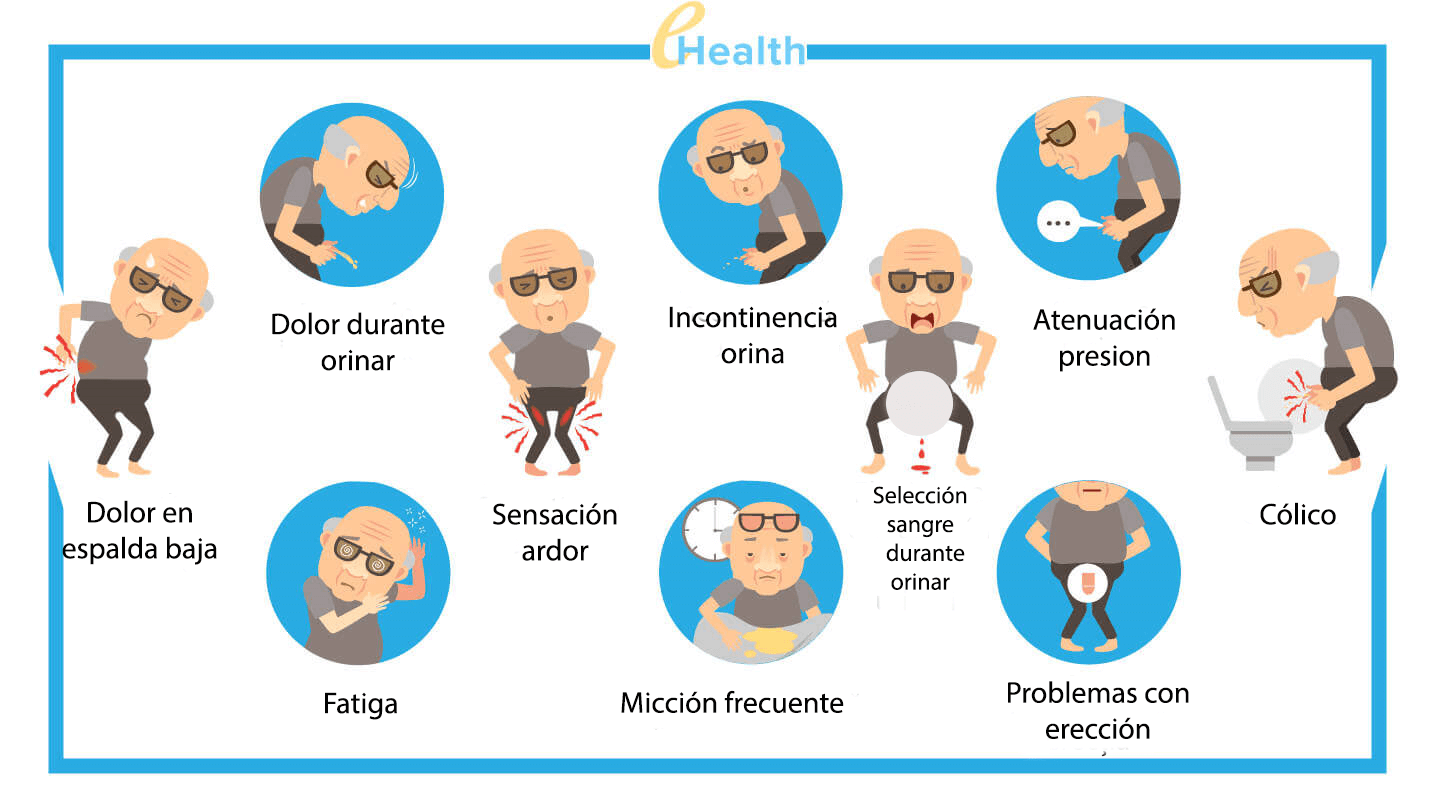 eHealth
Dolor durante
orinar
Incontinencia
orina
Atenuación
presion
Dolor en
espalda baja
Sensación
ardor
Selección
sangre
durante
orinar
Cólico
Fatiga
Micción frecuente
Problemas con
erección